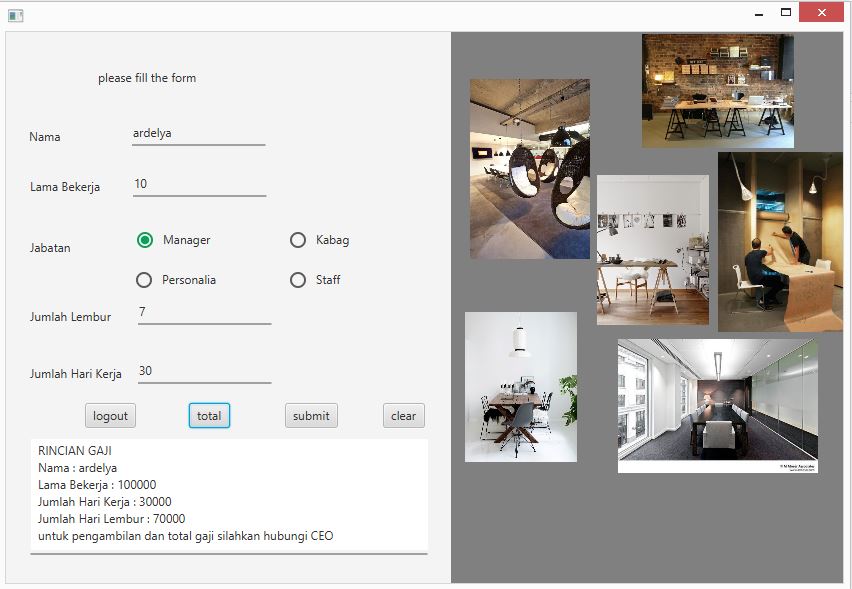 please fill the form
Nama ardelya
Lama Bekerja 10
Jabatan Manager Kabag
Personalia Staff
Jumlah Lembur 7
Jumlah Hari Kerja 30
logout total submit clear
RINCIAN GAJI
Nama : ardelya
Lama Bekerja : 100000
Jumlah Hari Kerja : 30000
Jumlah Hari Lembur : 70000
untuk pengambilan dan total gaji silahkan hubungi CEO